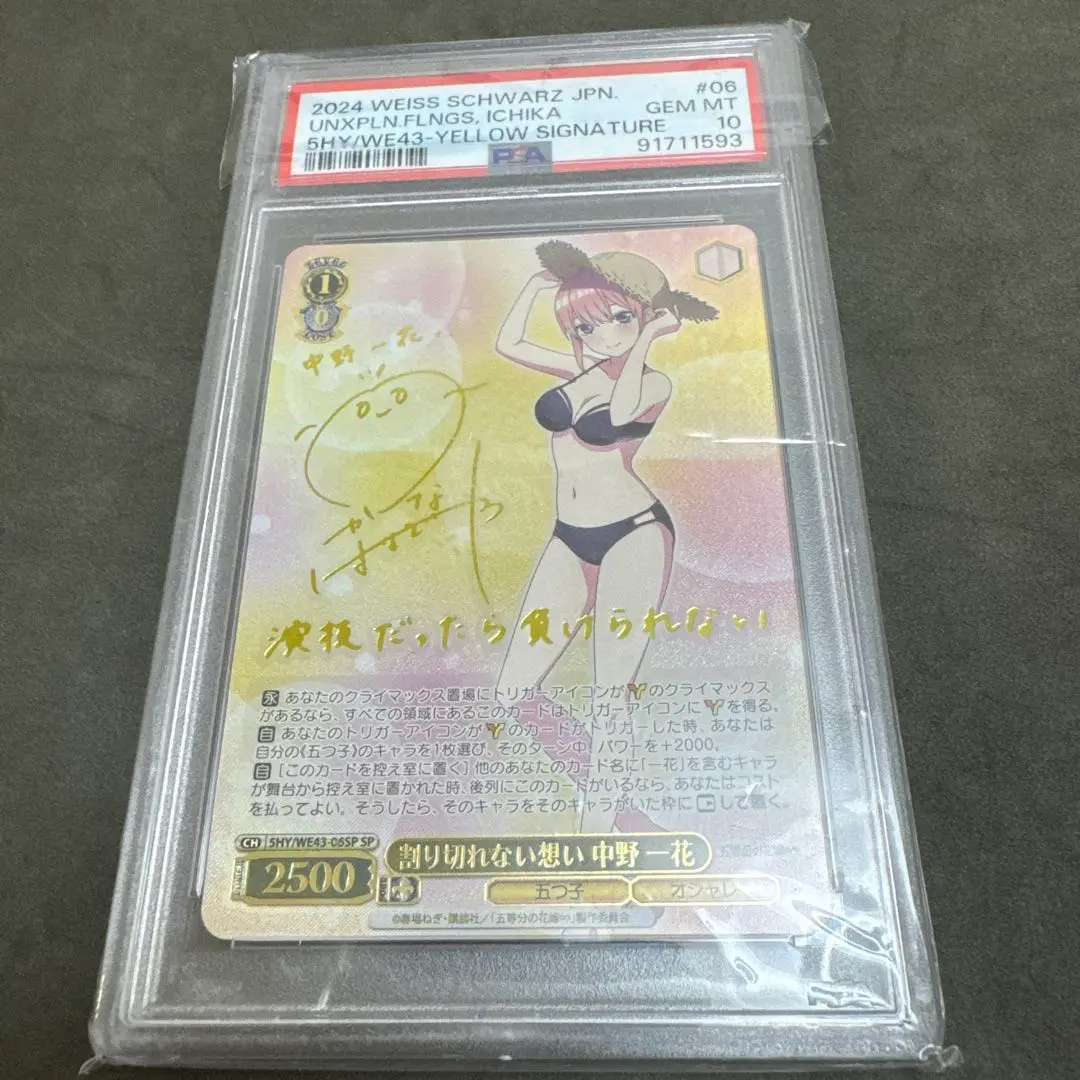 2024 WEISS SCHWARZ JPN. #06
UNXPLN.FLNGS, ICHIKA GEM MT
5HY/WE43-YELLOW SIGNATURE 10
PSA 91711593
LEVEL
1
0
COST
中野 一花
演技だったら負けられない
永 あなたのクライマックス置場にトリガーアイコンがのクライマックス
があるなら、すべての領域にあるこのカードはトリガーアイコンにを得る。
自 あなたのトリガーアイコンがのカードがトリガーした時、あなたは
自分の《五つ子》のキャラを1枚選び、そのターン中、パワーを+2000。
自 [このカードを控え室に置く] 他のあなたのカード名に「一花」を含むキャラ
が舞台から控え室に置かれた時、後列にこのカードがいるなら、あなたはコスト
を払ってよい。そうしたら、そのキャラをそのキャラがいた枠にして置く。
CH 5HY/WE43-06SP SP
割り切れない想い 中野 一花
2500
五つ子 オシャレ
©春場ねぎ・講談社／「五等分の花嫁∽」製作委員会